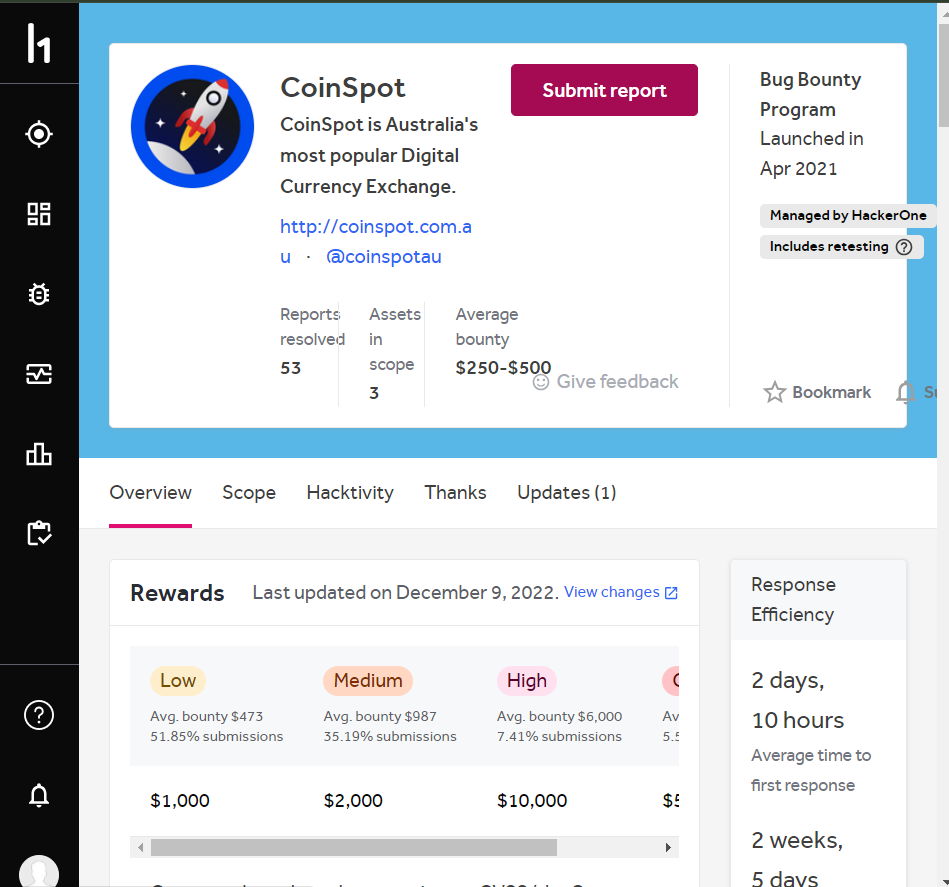 h1
CoinSpot
CoinSpot is Australia's
most popular Digital
Currency Exchange.
http://coinspot.com.a
u · @coinspotau
Submit report
Reports
resolved
53
Assets
in
scope
3
Average
bounty
$250-$500
Give feedback
Bug Bounty
Program
Launched in
Apr 2021
Managed by HackerOne
Includes retesting ?
Bookmark
Overview
Scope
Hacktivity
Thanks
Updates (1)
Rewards
Last updated on December 9, 2022. View changes
Low
Avg. bounty $473
51.85% submissions
$1,000
Medium
Avg. bounty $987
35.19% submissions
$2,000
High
Avg. bounty $6,000
7.41% submissions
$10,000
Response
Efficiency
2 days,
10 hours
Average time to
first response
2 weeks,
5 days
?